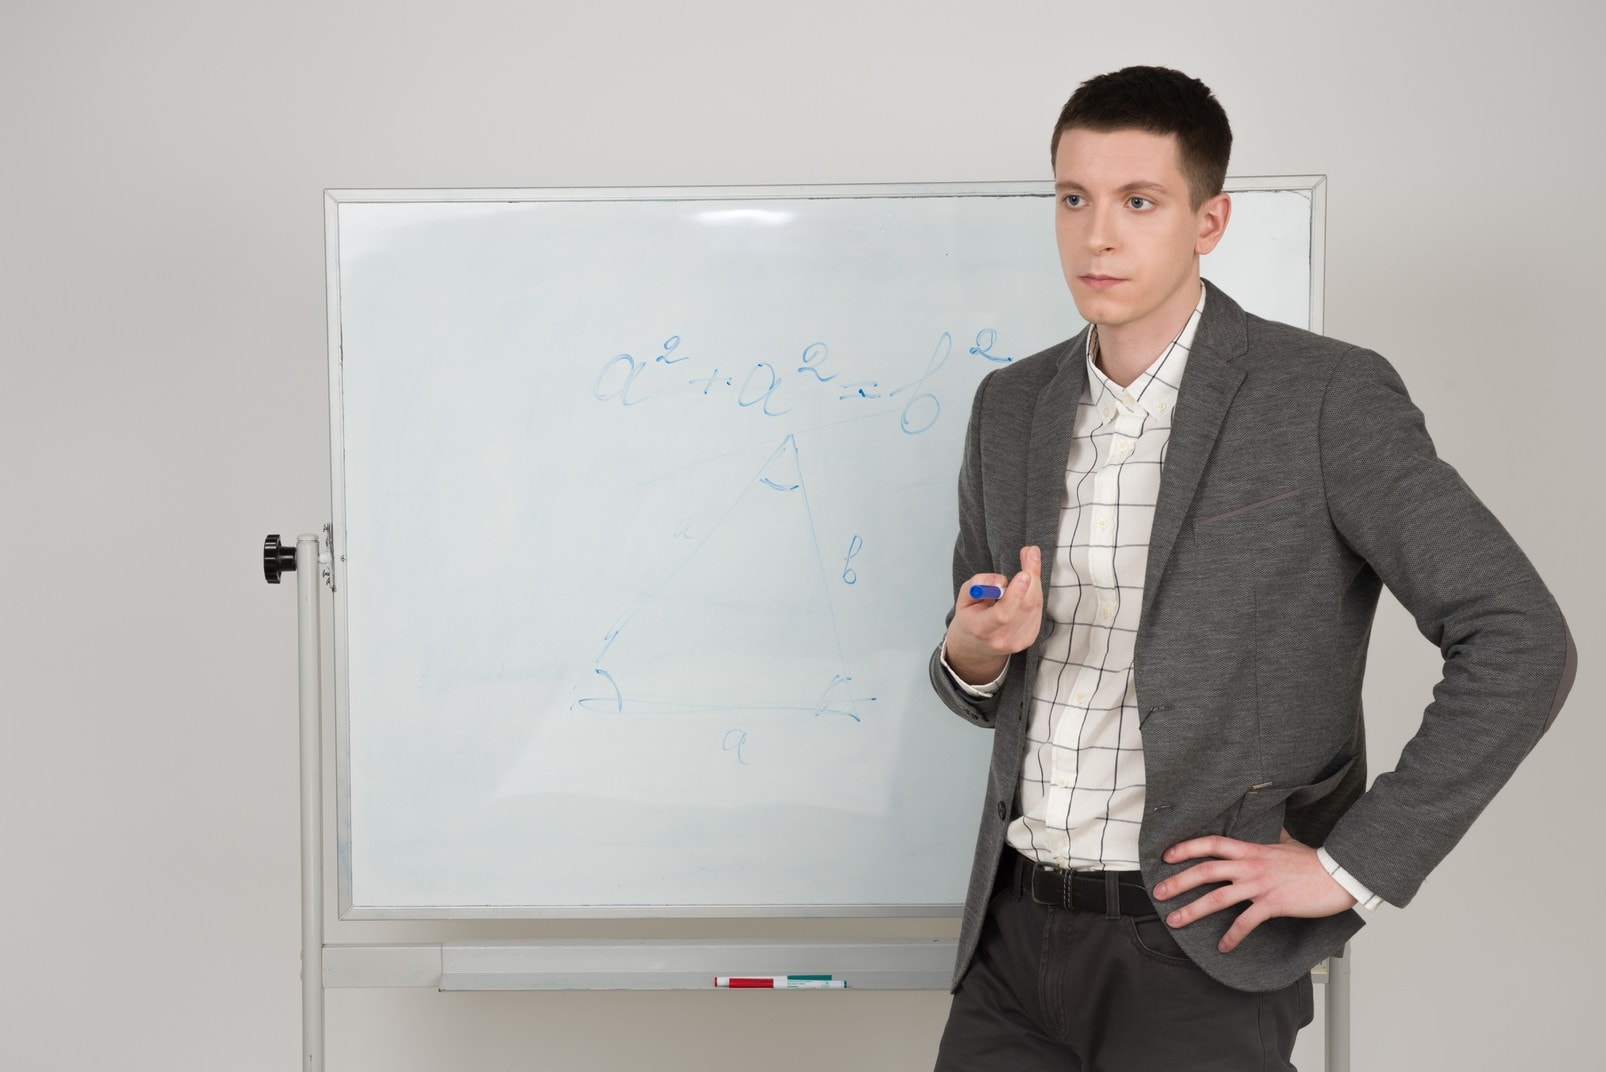 a² + a² = b²
a
b
a